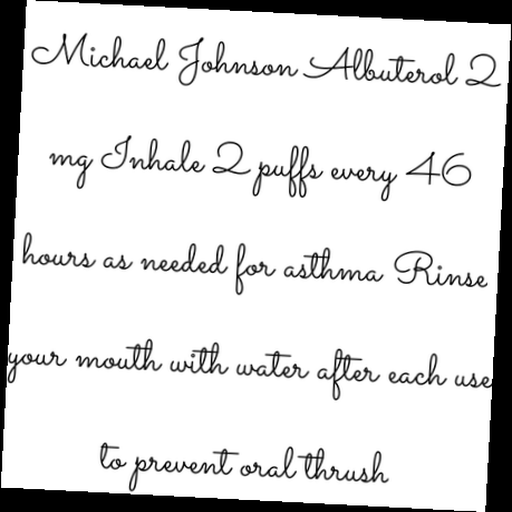 Michael Johnson Albuterol 2
mg Inhale 2 puffs every 46
hours as needed for asthma Rinse
your mouth with water after each use
to prevent oral thrush